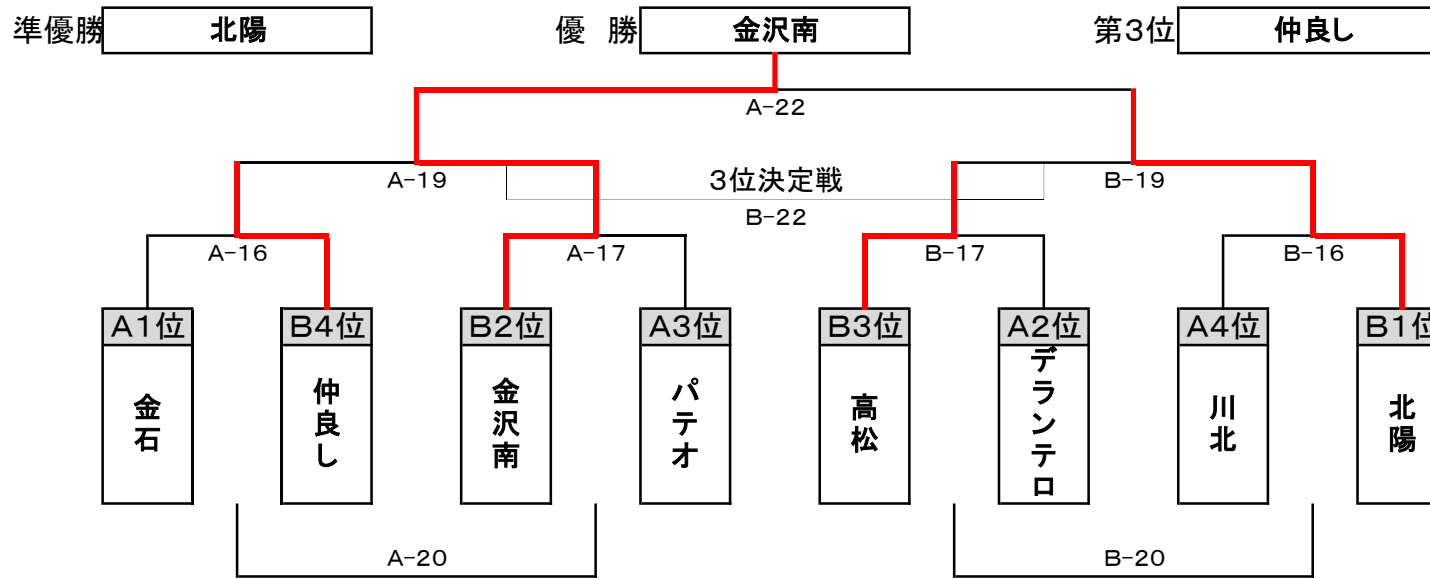 準優勝 北陽 優 勝 金沢南 第3位 仲良し
A-22
A-19 3位決定戦 B-19
B-22
A-16 A-17 B-17 B-16
A1位 B4位 B2位 A3位 B3位 A2位 A4位 B1位
金石
仲良し
金沢南
パテオ
高松
デランテロ
川北
北陽
A-20 B-20